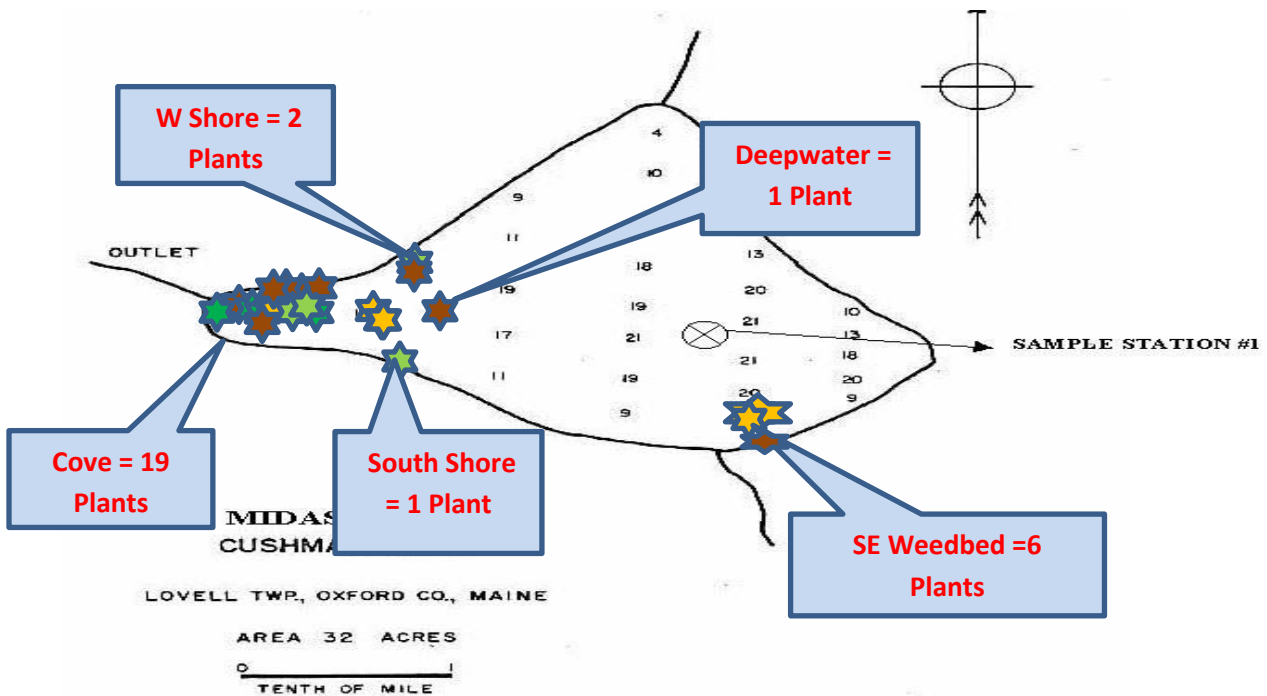 W Shore = 2
Plants
Deepwater =
1 Plant
4
10
9
11
OUTLET
13
18
20
19
19
10
21
17
21
13
SAMPLE STATION #1
21
18
11
19
20
20
9
9
Cove = 19
Plants
South Shore
= 1 Plant
MIDAS
CUSHMA
SE Weedbed =6
Plants
LOVELL TWP., OXFORD CO., MAINE
AREA 32 ACRES
0 1
TENTH OF MILE